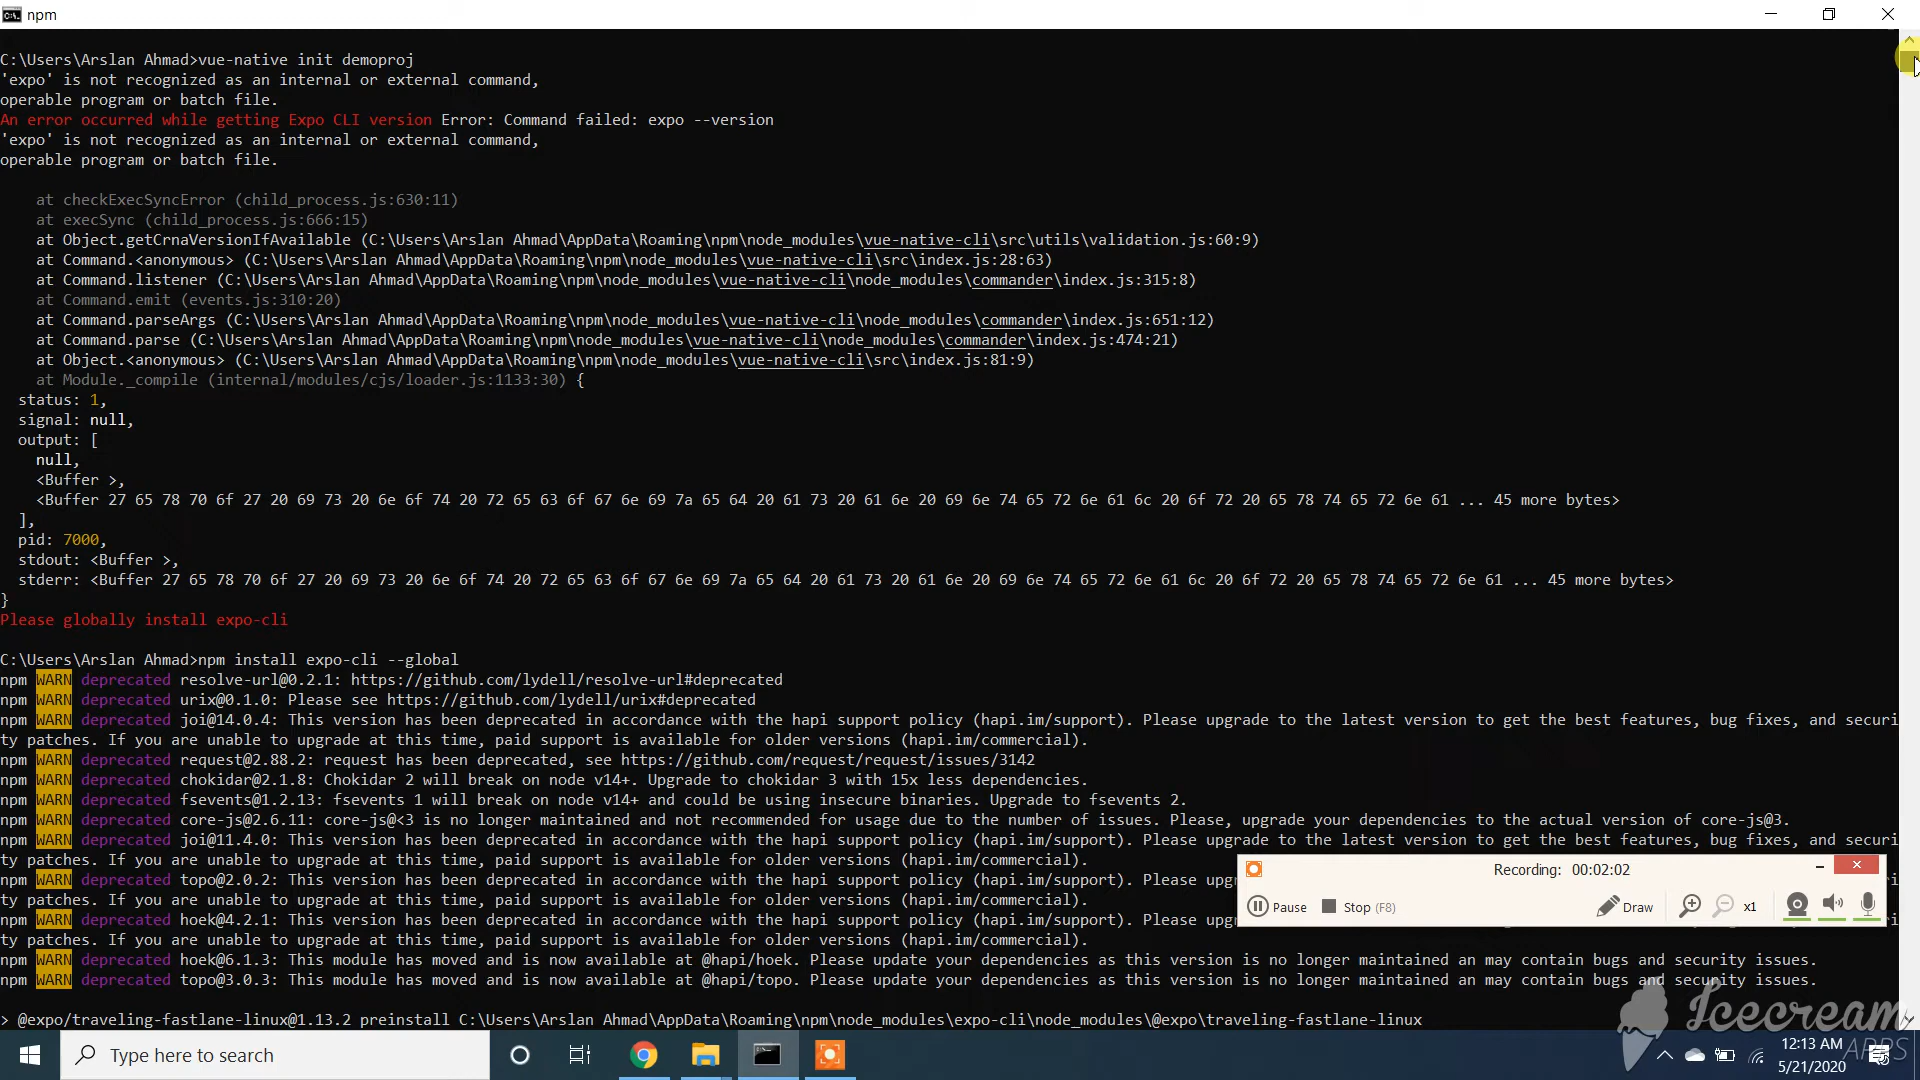 npm
C:\Users\Arslan Ahmad>vue-native init demoproj
'expo' is not recognized as an internal or external command,
operable program or batch file.
An error occurred while getting Expo CLI version Error: Command failed: expo --version
'expo' is not recognized as an internal or external command,
operable program or batch file.
at checkExecSyncError (child_process.js:630:11)
at execSync (child_process.js:666:15)
at Object.getCrnaVersionIfAvailable (C:\Users\Arslan Ahmad\AppData\Roaming\npm\node_modules\vue-native-cli\src\utils\validation.js:60:9)
at Command.<anonymous> (C:\Users\Arslan Ahmad\AppData\Roaming\npm\node_modules\vue-native-cli\src\index.js:28:63)
at Command.listener (C:\Users\Arslan Ahmad\AppData\Roaming\npm\node_modules\vue-native-cli\node_modules\commander\index.js:315:8)
at Command.emit (events.js:310:20)
at Command.parseArgs (C:\Users\Arslan Ahmad\AppData\Roaming\npm\node_modules\vue-native-cli\node_modules\commander\index.js:651:12)
at Command.parse (C:\Users\Arslan Ahmad\AppData\Roaming\npm\node_modules\vue-native-cli\node_modules\commander\index.js:474:21)
at Object.<anonymous> (C:\Users\Arslan Ahmad\AppData\Roaming\npm\node_modules\vue-native-cli\src\index.js:81:9)
at Module._compile (internal/modules/cjs/loader.js:1133:30) {
status: 1,
signal: null,
output: [
null,
<Buffer >,
<Buffer 27 65 78 70 6f 27 20 69 73 20 6e 6f 74 20 72 65 63 6f 67 6e 69 7a 65 64 20 61 73 20 61 6e 20 69 6e 74 65 72 6e 61 6c 20 6f 72 20 65 78 74 65 72 6e 61 ... 45 more bytes>
],
pid: 7000,
stdout: <Buffer >,
stderr: <Buffer 27 65 78 70 6f 27 20 69 73 20 6e 6f 74 20 72 65 63 6f 67 6e 69 7a 65 64 20 61 73 20 61 6e 20 69 6e 74 65 72 6e 61 6c 20 6f 72 20 65 78 74 65 72 6e 61 ... 45 more bytes>
}
Please globally install expo-cli
C:\Users\Arslan Ahmad>npm install expo-cli --global
npm WARN deprecated resolve-url@0.2.1: https://github.com/lydell/resolve-url#deprecated
npm WARN deprecated urix@0.1.0: Please see https://github.com/lydell/urix#deprecated
npm WARN deprecated joi@14.0.4: This version has been deprecated in accordance with the hapi support policy (hapi.im/support). Please upgrade to the latest version to get the best features, bug fixes, and securi
ty patches. If you are unable to upgrade at this time, paid support is available for older versions (hapi.im/commercial).
npm WARN deprecated request@2.88.2: request has been deprecated, see https://github.com/request/request/issues/3142
npm WARN deprecated chokidar@2.1.8: Chokidar 2 will break on node v14+. Upgrade to chokidar 3 with 15x less dependencies.
npm WARN deprecated fsevents@1.2.13: fsevents 1 will break on node v14+ and could be using insecure binaries. Upgrade to fsevents 2.
npm WARN deprecated core-js@2.6.11: core-js@<3 is no longer maintained and not recommended for usage due to the number of issues. Please, upgrade your dependencies to the actual version of core-js@3.
npm WARN deprecated joi@11.4.0: This version has been deprecated in accordance with the hapi support policy (hapi.im/support). Please upgrade to the latest version to get the best features, bug fixes, and securi
ty patches. If you are unable to upgrade at this time, paid support is available for older versions (hapi.im/commercial).
npm WARN deprecated topo@2.0.2: This version has been deprecated in accordance with the hapi support policy (hapi.im/support). Please upgr
ty patches. If you are unable to upgrade at this time, paid support is available for older versions (hapi.im/commercial).
npm WARN deprecated hoek@4.2.1: This version has been deprecated in accordance with the hapi support policy (hapi.im/support). Please upgr
ty patches. If you are unable to upgrade at this time, paid support is available for older versions (hapi.im/commercial).
npm WARN deprecated hoek@6.1.3: This module has moved and is now available at @hapi/hoek. Please update your dependencies as this version is no longer maintained an may contain bugs and security issues.
npm WARN deprecated topo@3.0.3: This module has moved and is now available at @hapi/topo. Please update your dependencies as this version is no longer maintained an may contain bugs and security issues.
> @expo/traveling-fastlane-linux@1.13.2 preinstall C:\Users\Arslan Ahmad\AppData\Roaming\npm\node_modules\expo-cli\node_modules\@expo\traveling-fastlane-linux
Recording: 00:02:02
Pause Stop (F8) Draw x1
Icecream
APPS
Type here to search
12:13 AM
5/21/2020